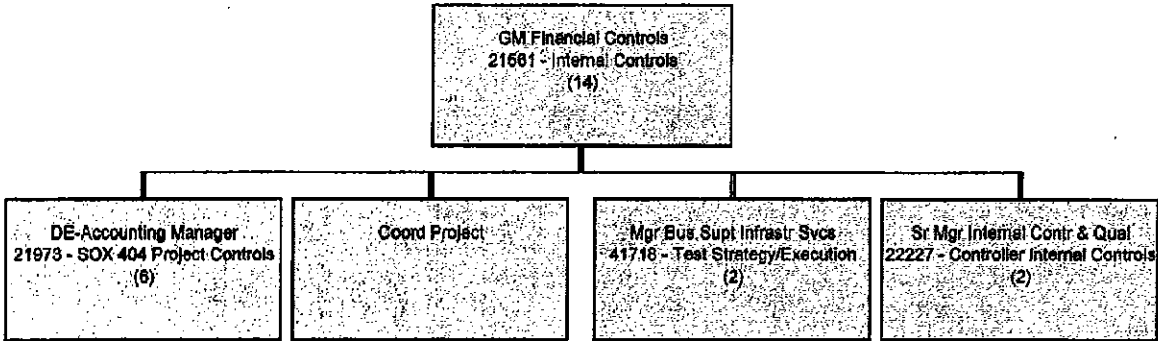 GM Financial Controls
21561 - Internal Controls
(14)
DE-Accounting Manager
21973 - SOX 404 Project Controls
(6)
Coord Project
Mgr Bus Supt Infrastr Svcs
41718 - Test Strategy/Execution
(2)
Sr Mgr Internal Contr & Qual
22227 - Controller Internal Controls
(2)